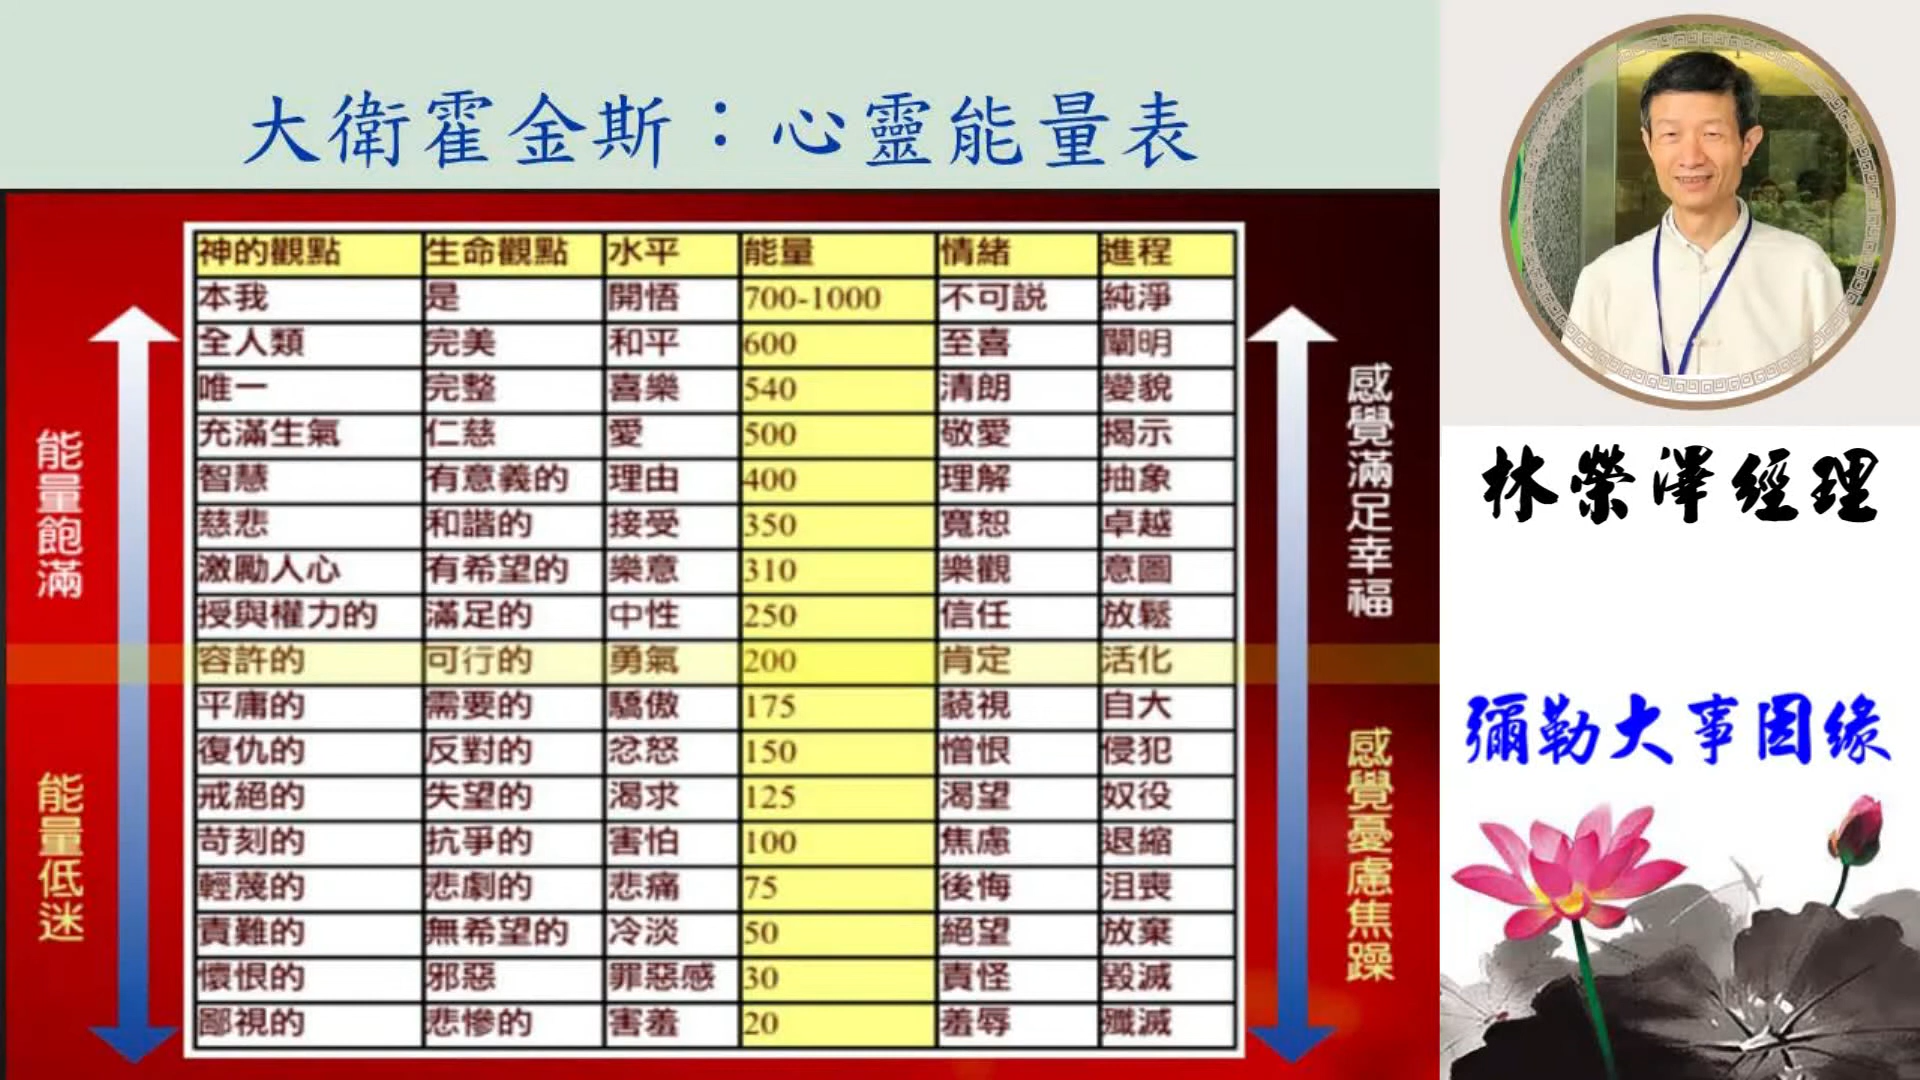 大衛霍金斯：心靈能量表
神的觀點 生命觀點 水平 能量 情緒 進程
本我 是 開悟 700-1000 不可説 純淨
全人類 完美 和平 600 至喜 闡明
唯一 完整 喜樂 540 清朗 變貌
充滿生氣 仁慈 愛 500 敬愛 揭示
智慧 有意義的 理由 400 理解 抽象
慈悲 和諧的 接受 350 寬恕 卓越
激勵人心 有希望的 樂意 310 樂觀 意圖
授與權力的 滿足的 中性 250 信任 放鬆
容許的 可行的 勇氣 200 肯定 活化
平庸的 需要的 驕傲 175 藐視 自大
復仇的 反對的 忿怒 150 憎恨 侵犯
戒絕的 失望的 渴求 125 渴望 奴役
苛刻的 抗爭的 害怕 100 焦慮 退縮
輕蔑的 悲劇的 悲痛 75 後悔 沮喪
責難的 無希望的 冷淡 50 絕望 放棄
懷恨的 邪惡 罪惡感 30 責怪 毀滅
鄙視的 悲慘的 害羞 20 羞辱 殲滅
能量飽滿
能量低迷
感覺滿足幸福
感覺憂慮焦躁
林榮澤經理
彌勒大事因緣